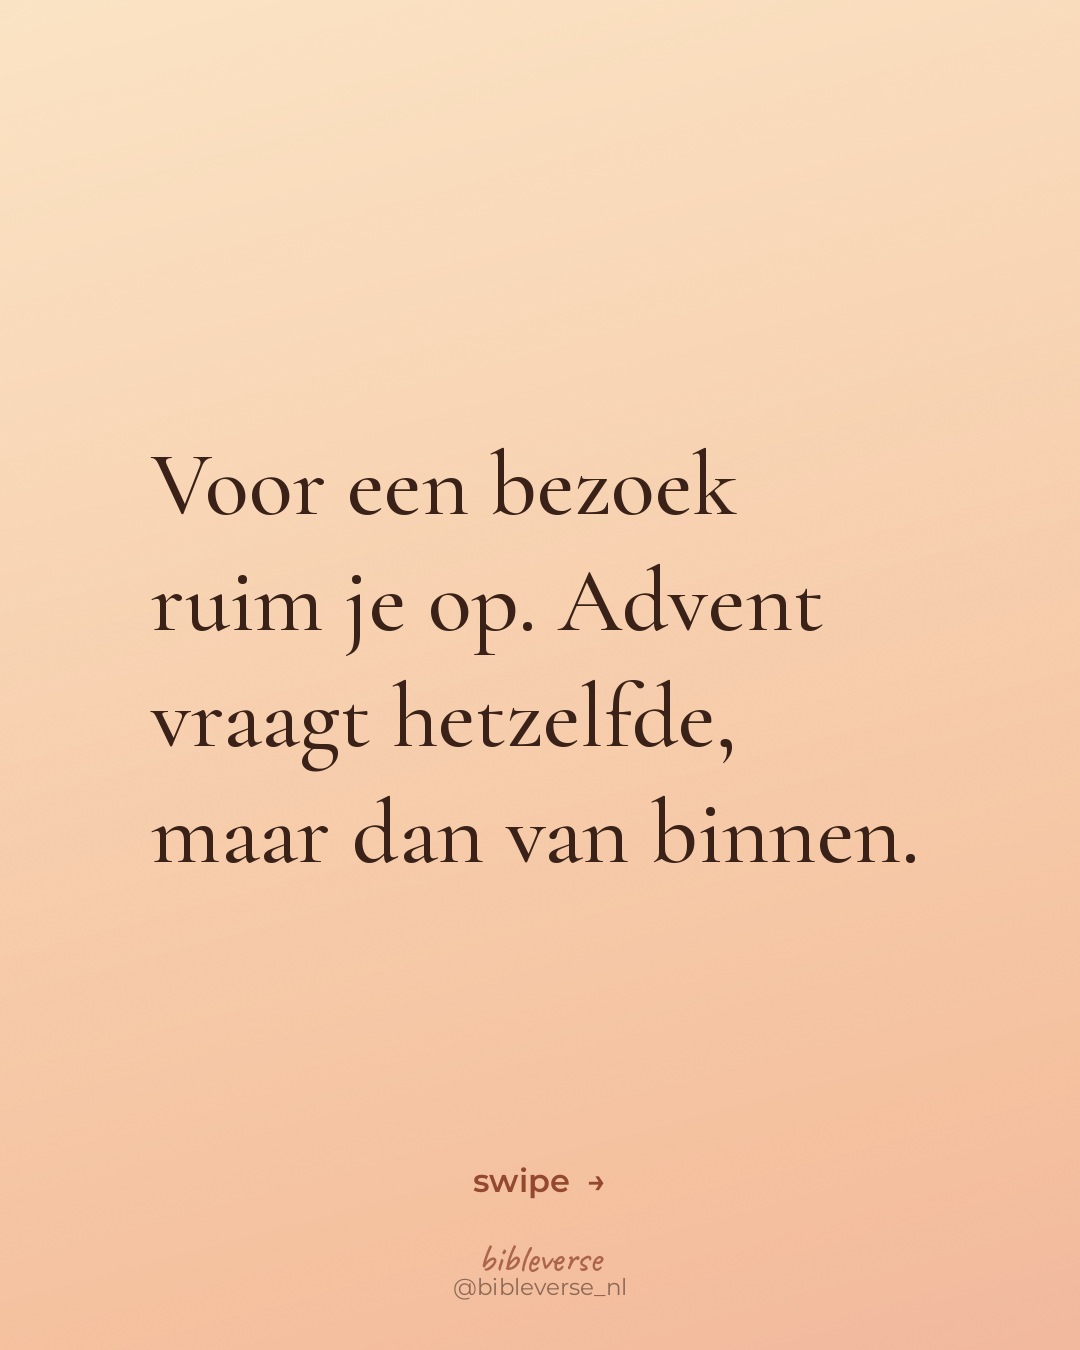 Voor een bezoek
ruim je op. Advent
vraagt hetzelfde,
maar dan van binnen.
swipe →
bibleverse
@bibleverse_nl